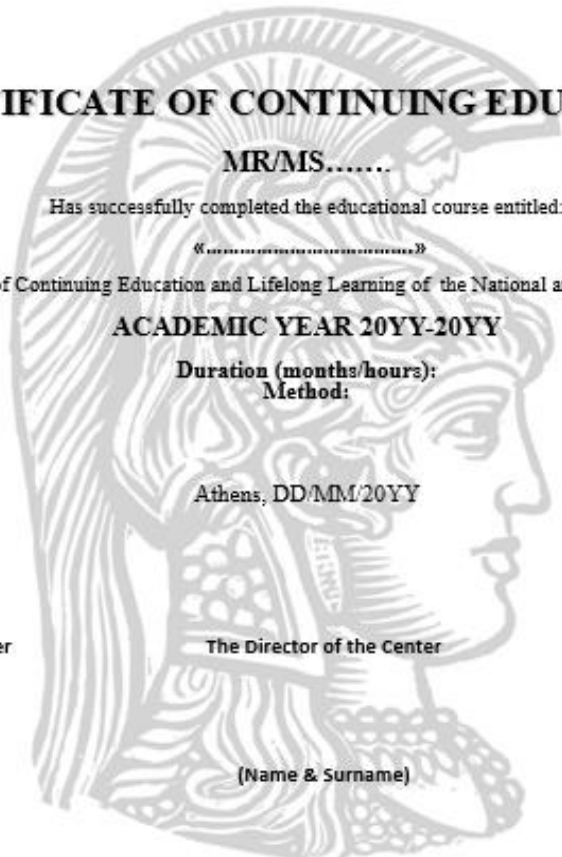 IFICATE OF CONTINUING EDU
MR/MS…….
Has successfully completed the educational course entitled:
«……………………………….»
of Continuing Education and Lifelong Learning of the National a
ACADEMIC YEAR 20YY-20YY
Duration (months/hours):
Method:
Athens, DD/MM/20YY
er The Director of the Center
(Name & Surname)